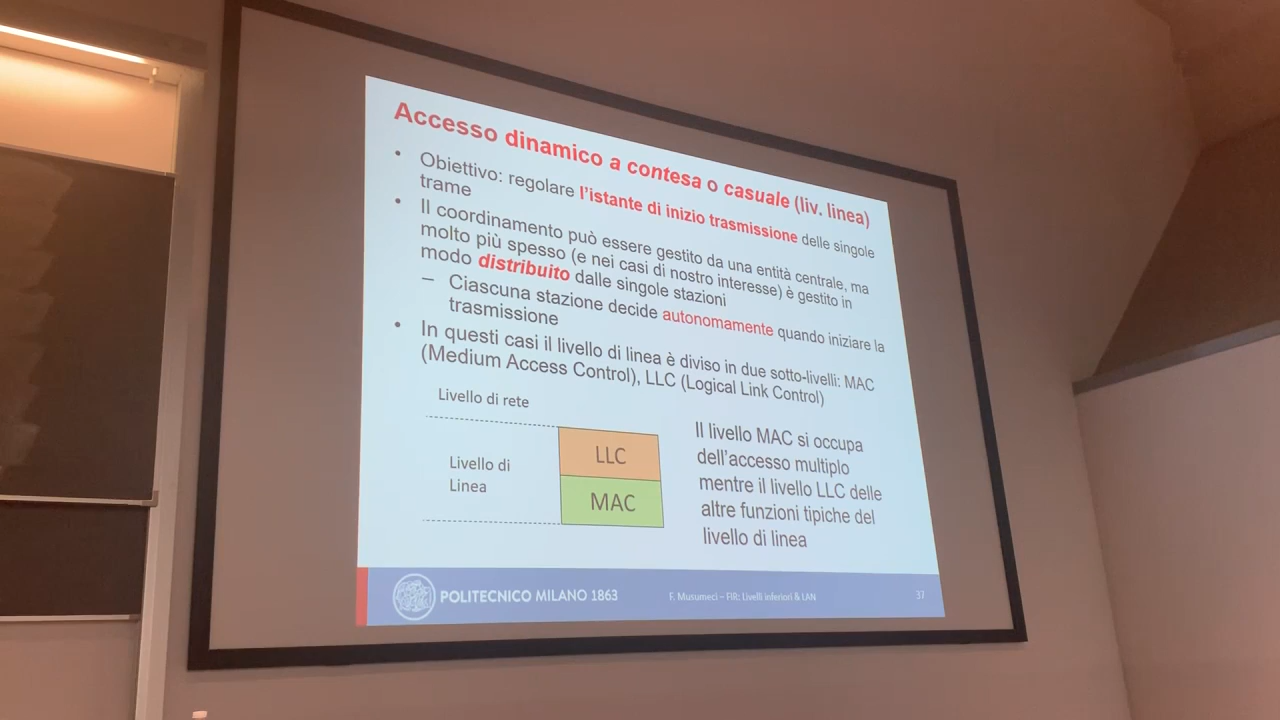 Accesso dinamico a contesa o casuale (liv. linea)
• Obiettivo: regolare l'istante di inizio trasmissione delle singole
trame
• Il coordinamento può essere gestito da una entità centrale, ma
molto più spesso (e nei casi di nostro interesse) è gestito in
modo distribuito dalle singole stazioni
– Ciascuna stazione decide autonomamente quando iniziare la
trasmissione
• In questi casi il livello di linea è diviso in due sotto-livelli: MAC
(Medium Access Control), LLC (Logical Link Control)
Livello di rete
Livello di
Linea
LLC
MAC
Il livello MAC si occupa
dell'accesso multiplo
mentre il livello LLC delle
altre funzioni tipiche del
livello di linea
POLITECNICO MILANO 1863
F. Musumeci – FIR: Livelli inferiori & LAN
37